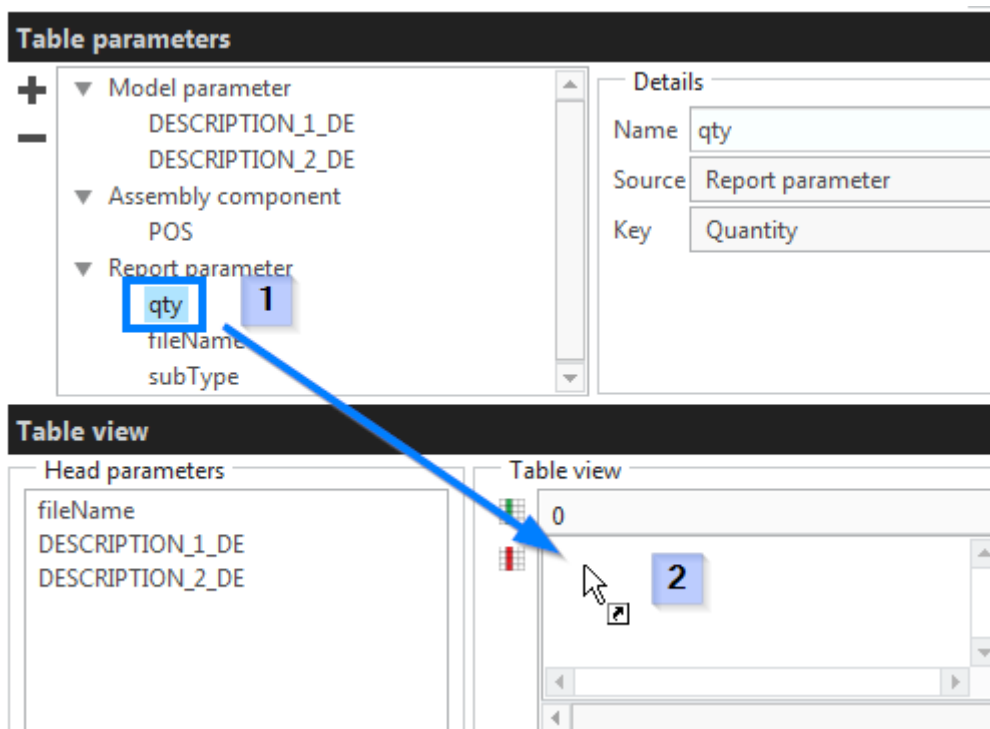 Table parameters
Model parameter
DESCRIPTION_1_DE
DESCRIPTION_2_DE
Assembly component
POS
Report parameter
qty
1
fileName
subType
Details
Name qty
Source Report parameter
Key Quantity
Table view
Head parameters
fileName
DESCRIPTION_1_DE
DESCRIPTION_2_DE
Table view
0
2